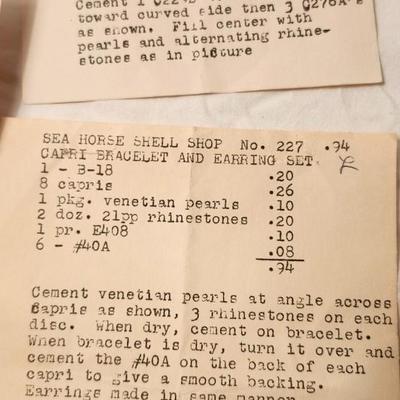 Cement 1 C223B
toward curved side then 3 C276A's
as snown. Fill center with
pearls and alternating rhine-
stones as in picture
SEA HORSE SHELL SHOP No. 227 .94
CAPRI BRACELET AND EARRING SET.
1 - B-18 .20
8 capris .26
1 pkg. venetian pearls .10
2 doz. 21pp rhinestones .20
1 pr. E408 .10
6 - #40A .08
.94
Cement venetian pearls at angle across
capris as shown, 3 rhinestones on each
disc. When dry, cement on bracelet.
When bracelet is dry, turn it over and
cement the #40A on the back of each
capri to give a smooth backing.
Earrings made in same manner